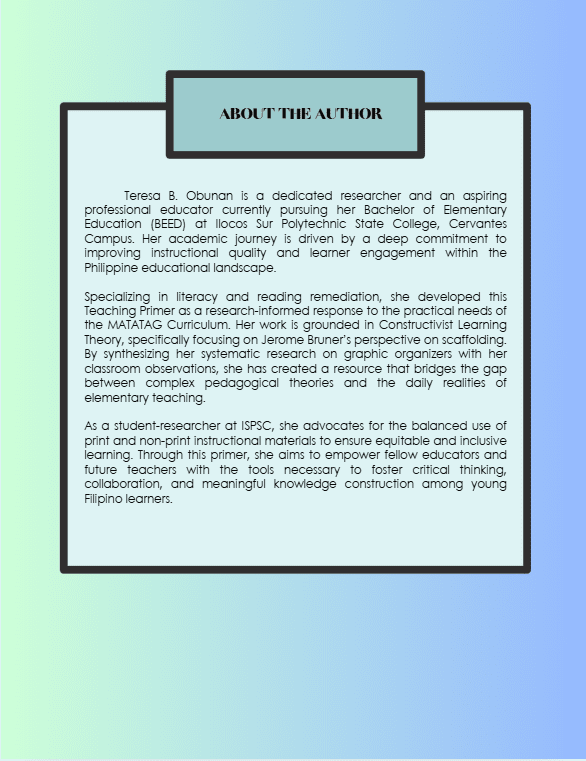 ABOUT THE AUTHOR
Teresa B. Obunan is a dedicated researcher and an aspiring
professional educator currently pursuing her Bachelor of Elementary
Education (BEED) at Ilocos Sur Polytechnic State College, Cervantes
Campus. Her academic journey is driven by a deep commitment to
improving instructional quality and learner engagement within the
Philippine educational landscape.
Specializing in literacy and reading remediation, she developed this
Teaching Primer as a research-informed response to the practical needs of
the MATATAG Curriculum. Her work is grounded in Constructivist Learning
Theory, specifically focusing on Jerome Bruner's perspective on scaffolding.
By synthesizing her systematic research on graphic organizers with her
classroom observations, she has created a resource that bridges the gap
between complex pedagogical theories and the daily realities of
elementary teaching.
As a student-researcher at ISPSC, she advocates for the balanced use of
print and non-print instructional materials to ensure equitable and inclusive
learning. Through this primer, she aims to empower fellow educators and
future teachers with the tools necessary to foster critical thinking,
collaboration, and meaningful knowledge construction among young
Filipino learners.